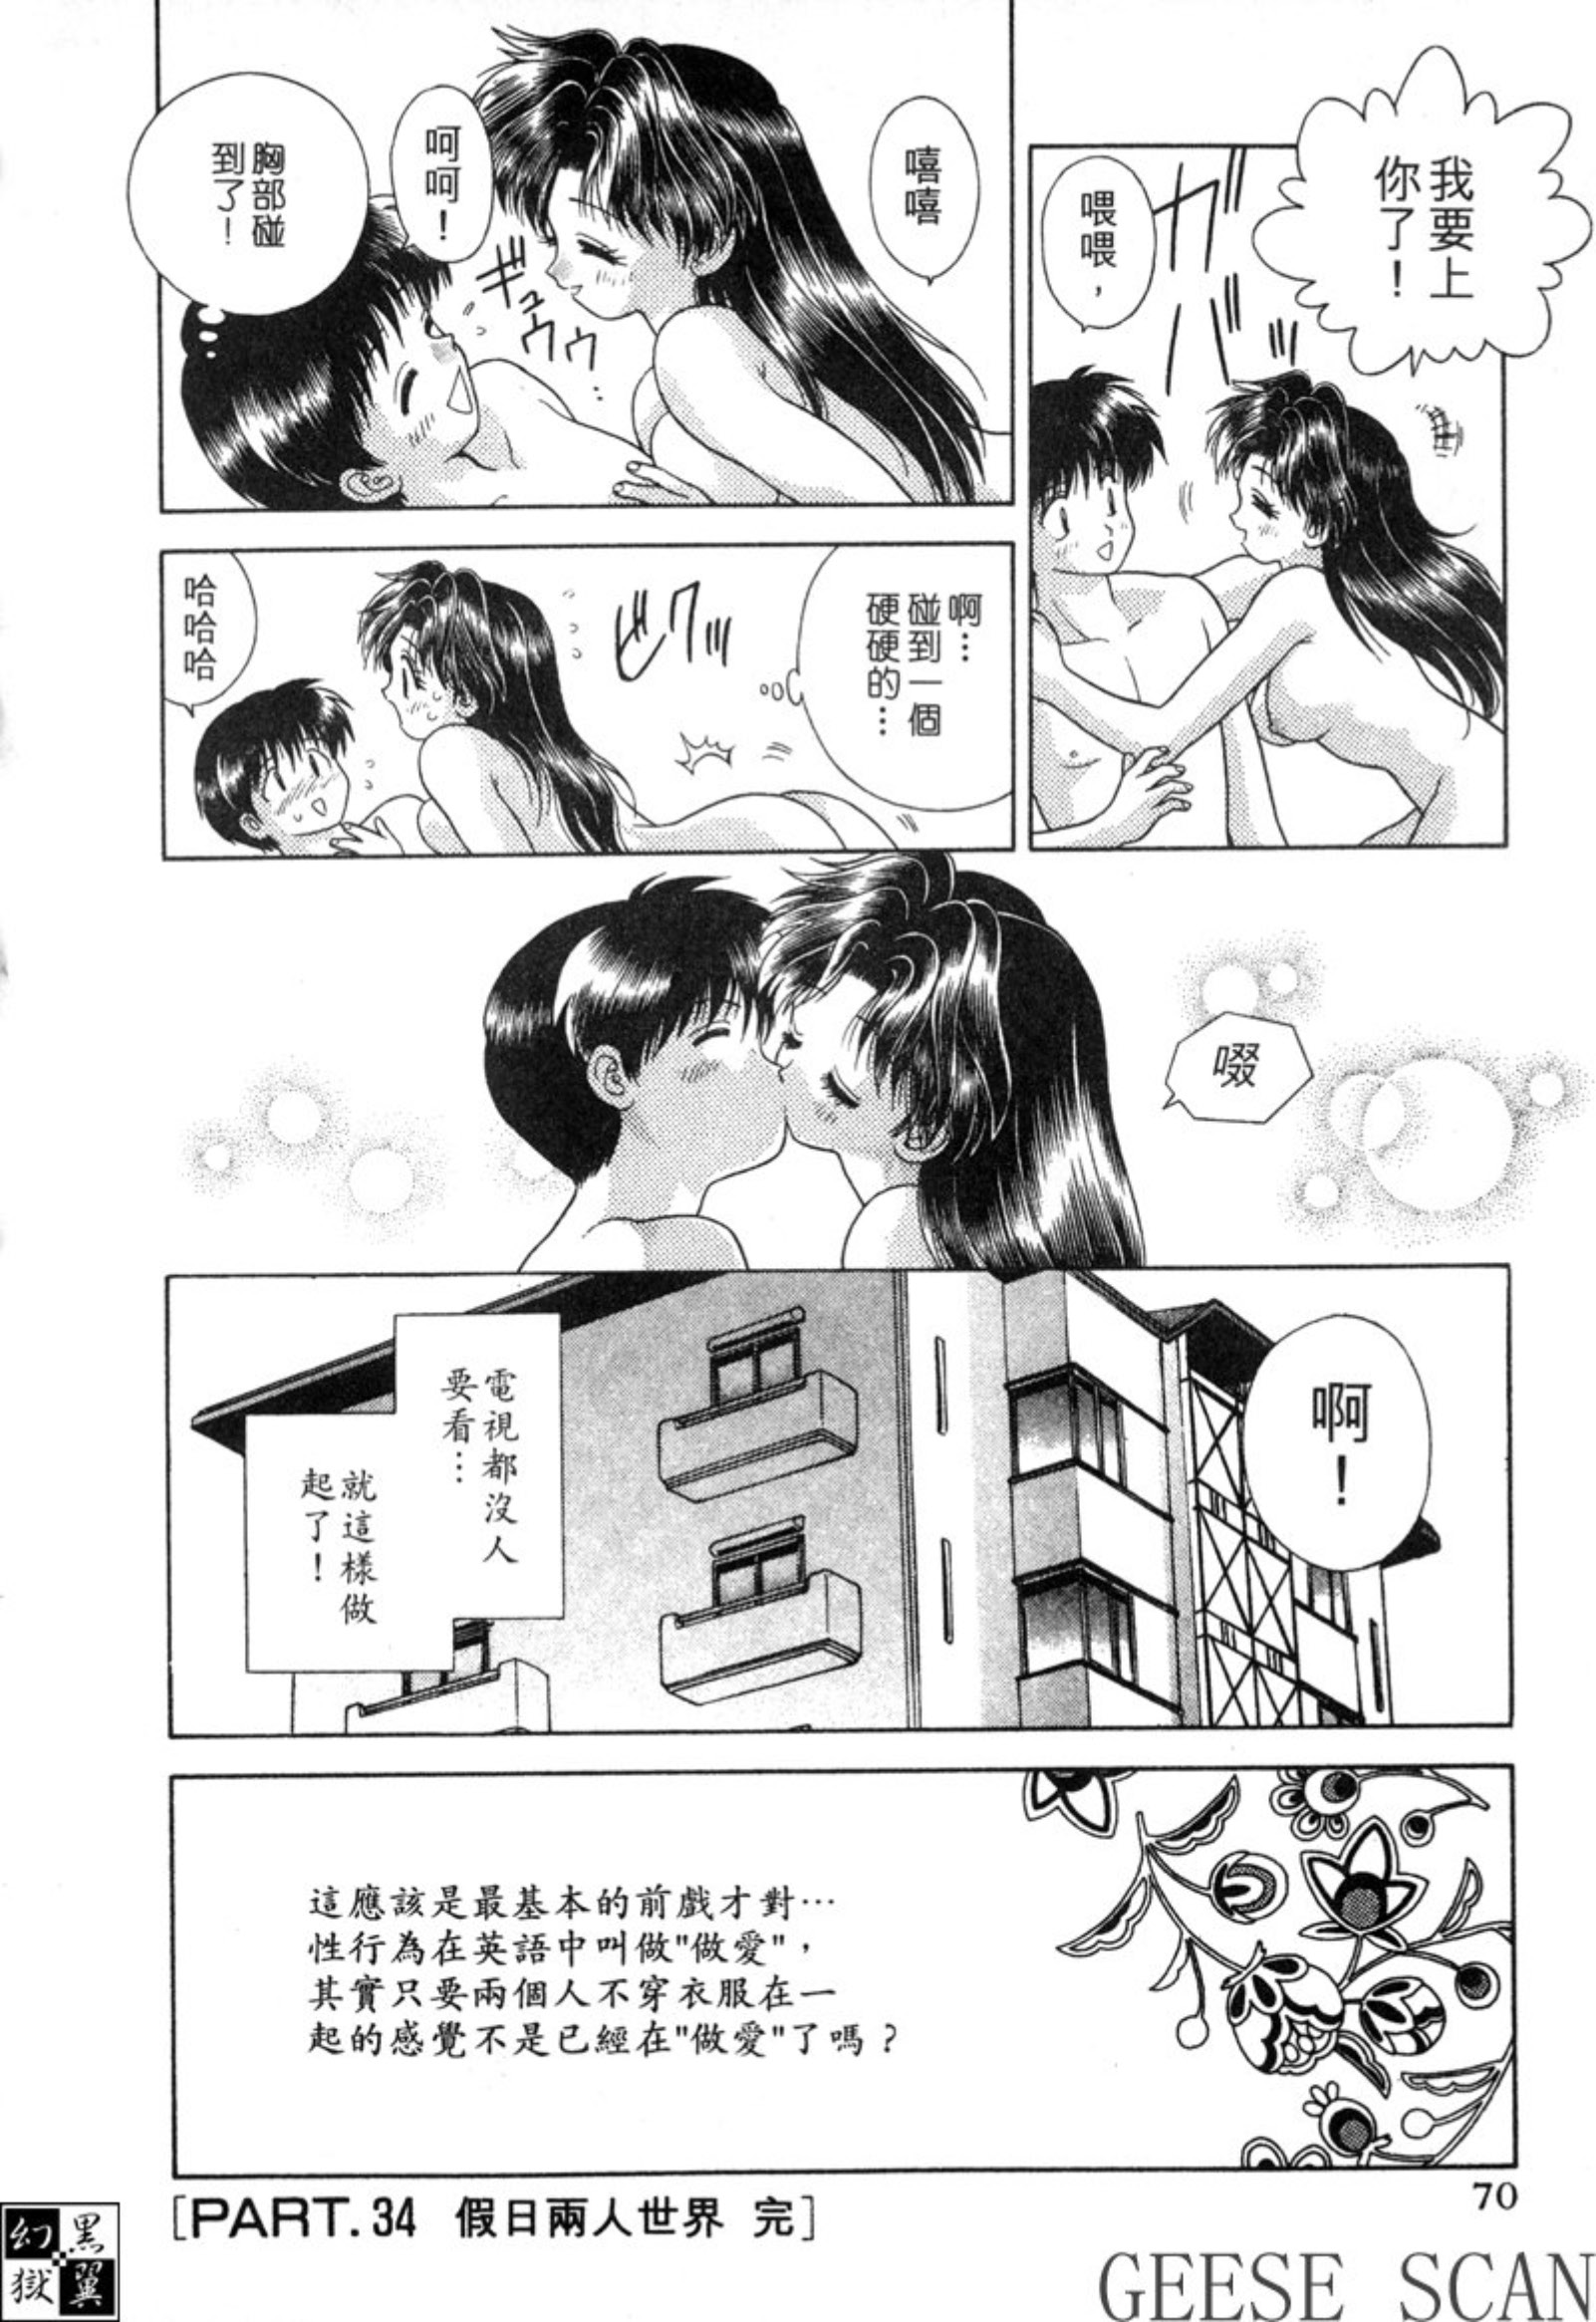 我要上
你了！
喂喂，
嘻嘻
呵呵！
胸部碰
到了！
ギュウウ…
啊…
碰到一個
硬硬的…
哈哈哈
啜
啊！
電視都沒人
要看…
就這樣做
起了！
這應該是最基本的前戲才對…
性行為在英語中叫做"做愛"，
其實只要兩個人不穿衣服在一
起的感覺不是已經在"做愛"了嗎？
[PART.34 假日兩人世界 完]
70
黑翼
幻獄
GEESE SCAN